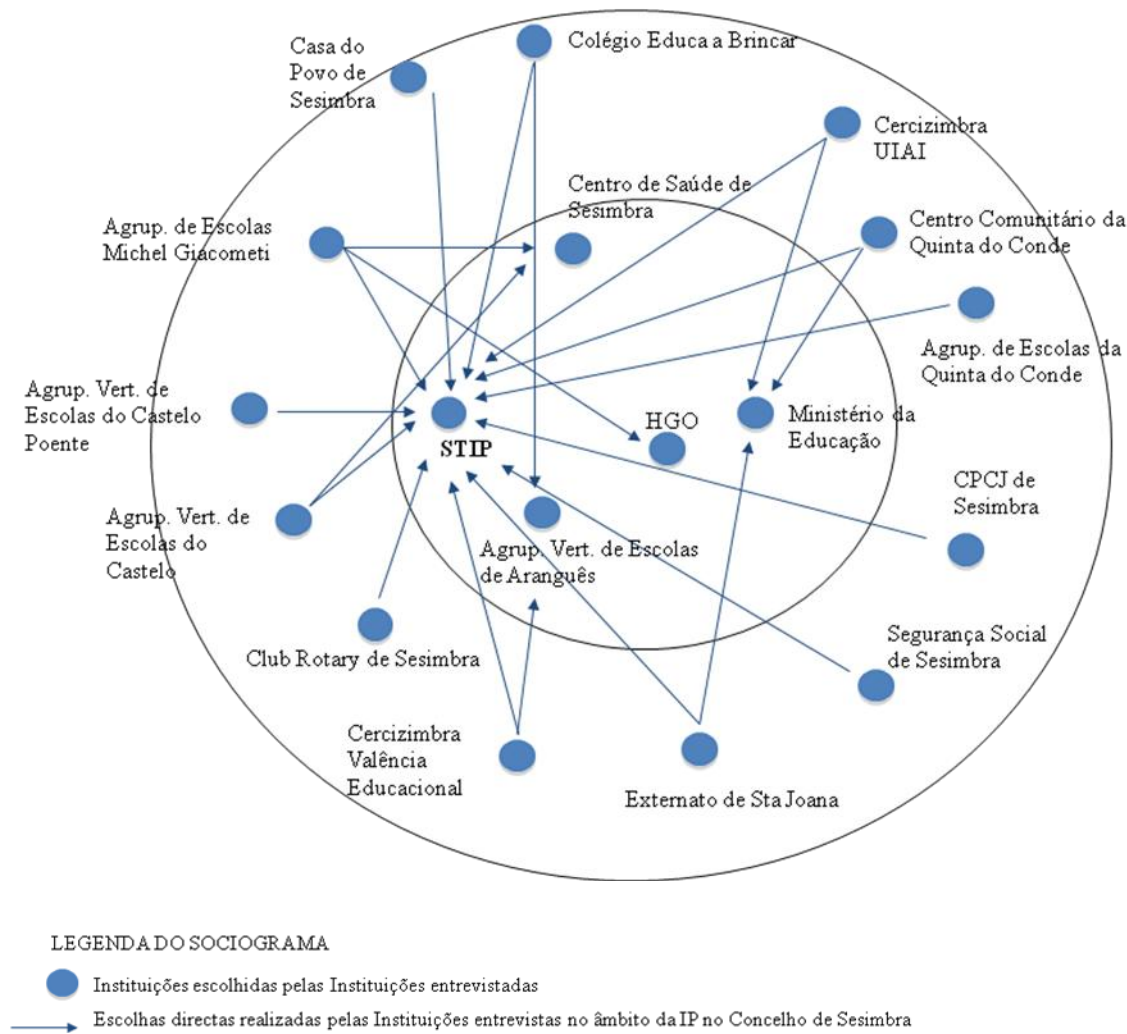 Colégio Educa a Brincar
Casa do
Povo de
Sesimbra
Cercizimbra
UIAI
Centro de Saúde de
Sesimbra
Agrup. de Escolas
Michel Giacometi
Centro Comunitário da
Quinta do Conde
Agrup. de Escolas da
Quinta do Conde
Agrup. Vert. de
Escolas do Castelo
Poente
STIP
HGO
Ministério da
Educação
CPCJ de
Sesimbra
Agrup. Vert. de
Escolas do
Castelo
Agrup. Vert. de Escolas
de Aranguês
Club Rotary de Sesimbra
Segurança Social
de Sesimbra
Cercizimbra
Valência
Educacional
Externato de Sta Joana
LEGENDA DO SOCIOGRAMA
Instituições escolhidas pelas Instituições entrevistadas
Escolhas directas realizadas pelas Instituições entrevistas no âmbito da IP no Concelho de Sesimbra